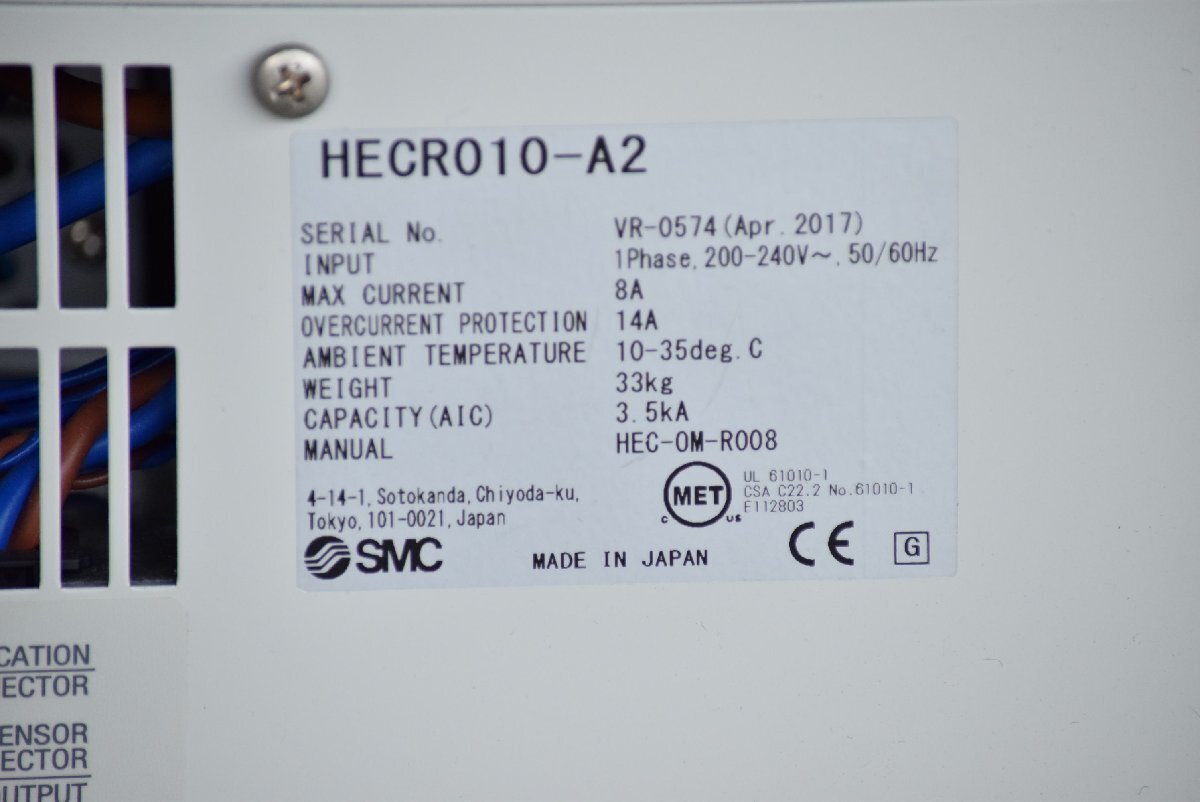 HECR010-A2
SERIAL No. VR-0574(Apr. 2017)
INPUT 1Phase, 200-240V~, 50/60Hz
MAX CURRENT 8A
OVERCURRENT PROTECTION 14A
AMBIENT TEMPERATURE 10-35deg. C
WEIGHT 33kg
CAPACITY(AIC) 3. 5kA
MANUAL HEC-OM-R008
MET
C US
UL 61010-1
CSA C22.2 No.61010-1
E112803
4-14-1, Sotokanda, Chiyoda-ku,
Tokyo, 101-0021, Japan
SMC MADE IN JAPAN CE G
CATION
ECTOR
ENSOR
ECTOR
OUTPUT